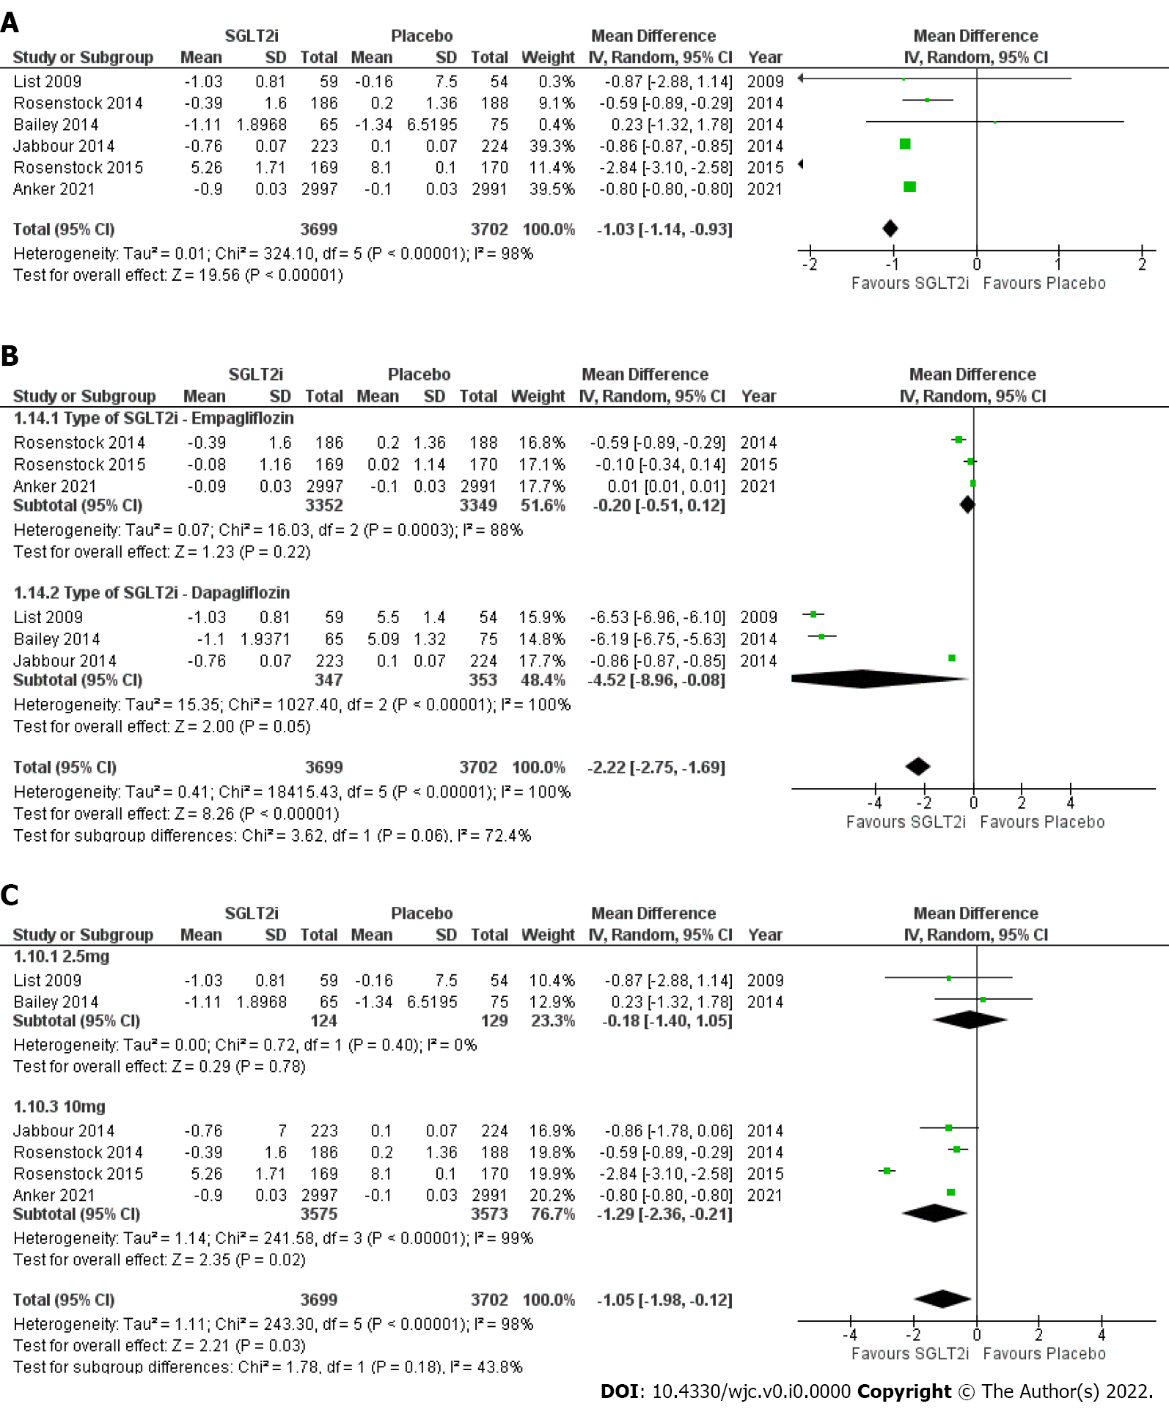 A
SGLT2i Placebo Mean Difference Mean Difference
Study or Subgroup Mean SD Total Mean SD Total Weight IV, Random, 95% CI Year IV, Random, 95% CI
List 2009 -1.03 0.81 59 -0.16 7.5 54 0.3% -0.87 [-2.88, 1.14] 2009
Rosenstock 2014 -0.39 1.6 186 0.2 1.36 188 9.1% -0.59 [-0.89, -0.29] 2014
Bailey 2014 -1.11 1.8968 65 -1.34 6.5195 75 0.4% 0.23 [-1.32, 1.78] 2014
Jabbour 2014 -0.76 0.07 223 0.1 0.07 224 39.3% -0.86 [-0.87, -0.85] 2014
Rosenstock 2015 5.26 1.71 169 8.1 0.1 170 11.4% -2.84 [-3.10, -2.58] 2015
Anker 2021 -0.9 0.03 2997 -0.1 0.03 2991 39.5% -0.80 [-0.80, -0.80] 2021
Total (95% CI) 3699 3702 100.0% -1.03 [-1.14, -0.93]
Heterogeneity: Tau² = 0.01; Chi² = 324.10, df = 5 (P < 0.00001); I² = 98%
Test for overall effect: Z = 19.56 (P < 0.00001)
-2 -1 0 1 2
Favours SGLT2i Favours Placebo
B
SGLT2i Placebo Mean Difference Mean Difference
Study or Subgroup Mean SD Total Mean SD Total Weight IV, Random, 95% CI Year IV, Random, 95% CI
1.14.1 Type of SGLT2i - Empagliflozin
Rosenstock 2014 -0.39 1.6 186 0.2 1.36 188 16.8% -0.59 [-0.89, -0.29] 2014
Rosenstock 2015 -0.08 1.16 169 0.02 1.14 170 17.1% -0.10 [-0.34, 0.14] 2015
Anker 2021 -0.09 0.03 2997 -0.1 0.03 2991 17.7% 0.01 [0.01, 0.01] 2021
Subtotal (95% CI) 3352 3349 51.6% -0.20 [-0.51, 0.12]
Heterogeneity: Tau² = 0.07; Chi² = 16.03, df = 2 (P = 0.0003); I² = 88%
Test for overall effect: Z = 1.23 (P = 0.22)
1.14.2 Type of SGLT2i - Dapagliflozin
List 2009 -1.03 0.81 59 5.5 1.4 54 15.9% -6.53 [-6.96, -6.10] 2009
Bailey 2014 -1.1 1.9371 65 5.09 1.32 75 14.8% -6.19 [-6.75, -5.63] 2014
Jabbour 2014 -0.76 0.07 223 0.1 0.07 224 17.7% -0.86 [-0.87, -0.85] 2014
Subtotal (95% CI) 347 353 48.4% -4.52 [-8.96, -0.08]
Heterogeneity: Tau² = 15.35; Chi² = 1027.40, df = 2 (P < 0.00001); I² = 100%
Test for overall effect: Z = 2.00 (P = 0.05)
Total (95% CI) 3699 3702 100.0% -2.22 [-2.75, -1.69]
Heterogeneity: Tau² = 0.41; Chi² = 18415.43, df = 5 (P < 0.00001); I² = 100%
Test for overall effect: Z = 8.26 (P < 0.00001)
Test for subgroup differences: Chi² = 3.62, df = 1 (P = 0.06), I² = 72.4%
-4 -2 0 2 4
Favours SGLT2i Favours Placebo
C
SGLT2i Placebo Mean Difference Mean Difference
Study or Subgroup Mean SD Total Mean SD Total Weight IV, Random, 95% CI Year IV, Random, 95% CI
1.10.1 2.5mg
List 2009 -1.03 0.81 59 -0.16 7.5 54 10.4% -0.87 [-2.88, 1.14] 2009
Bailey 2014 -1.11 1.8968 65 -1.34 6.5195 75 12.9% 0.23 [-1.32, 1.78] 2014
Subtotal (95% CI) 124 129 23.3% -0.18 [-1.40, 1.05]
Heterogeneity: Tau² = 0.00; Chi² = 0.72, df = 1 (P = 0.40); I² = 0%
Test for overall effect: Z = 0.29 (P = 0.78)
1.10.3 10mg
Jabbour 2014 -0.76 7 223 0.1 0.07 224 16.9% -0.86 [-1.78, 0.06] 2014
Rosenstock 2014 -0.39 1.6 186 0.2 1.36 188 19.8% -0.59 [-0.89, -0.29] 2014
Rosenstock 2015 5.26 1.71 169 8.1 0.1 170 19.9% -2.84 [-3.10, -2.58] 2015
Anker 2021 -0.9 0.03 2997 -0.1 0.03 2991 20.2% -0.80 [-0.80, -0.80] 2021
Subtotal (95% CI) 3575 3573 76.7% -1.29 [-2.36, -0.21]
Heterogeneity: Tau² = 1.14; Chi² = 241.58, df = 3 (P < 0.00001); I² = 99%
Test for overall effect: Z = 2.35 (P = 0.02)
Total (95% CI) 3699 3702 100.0% -1.05 [-1.98, -0.12]
Heterogeneity: Tau² = 1.11; Chi² = 243.30, df = 5 (P < 0.00001); I² = 98%
Test for overall effect: Z = 2.21 (P = 0.03)
Test for subgroup differences: Chi² = 1.78, df = 1 (P = 0.18), I² = 43.8%
-4 -2 0 2 4
Favours SGLT2i Favours Placebo
DOI: 10.4330/wjc.v0.i0.0000 Copyright © The Author(s) 2022.